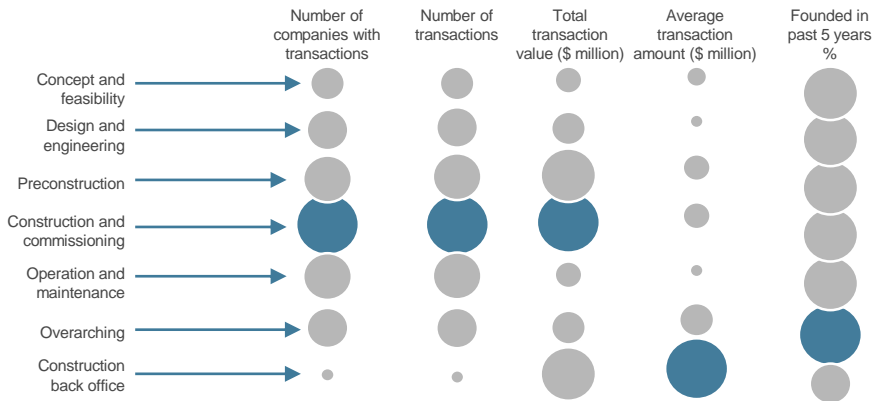 Number of
companies with
transactions
Number of
transactions
Total
transaction
value ($ million)
Average
transaction
amount ($ million)
Founded in
past 5 years
%
Concept and
feasibility
Design and
engineering
Preconstruction
Construction and
commissioning
Operation and
maintenance
Overarching
Construction
back office